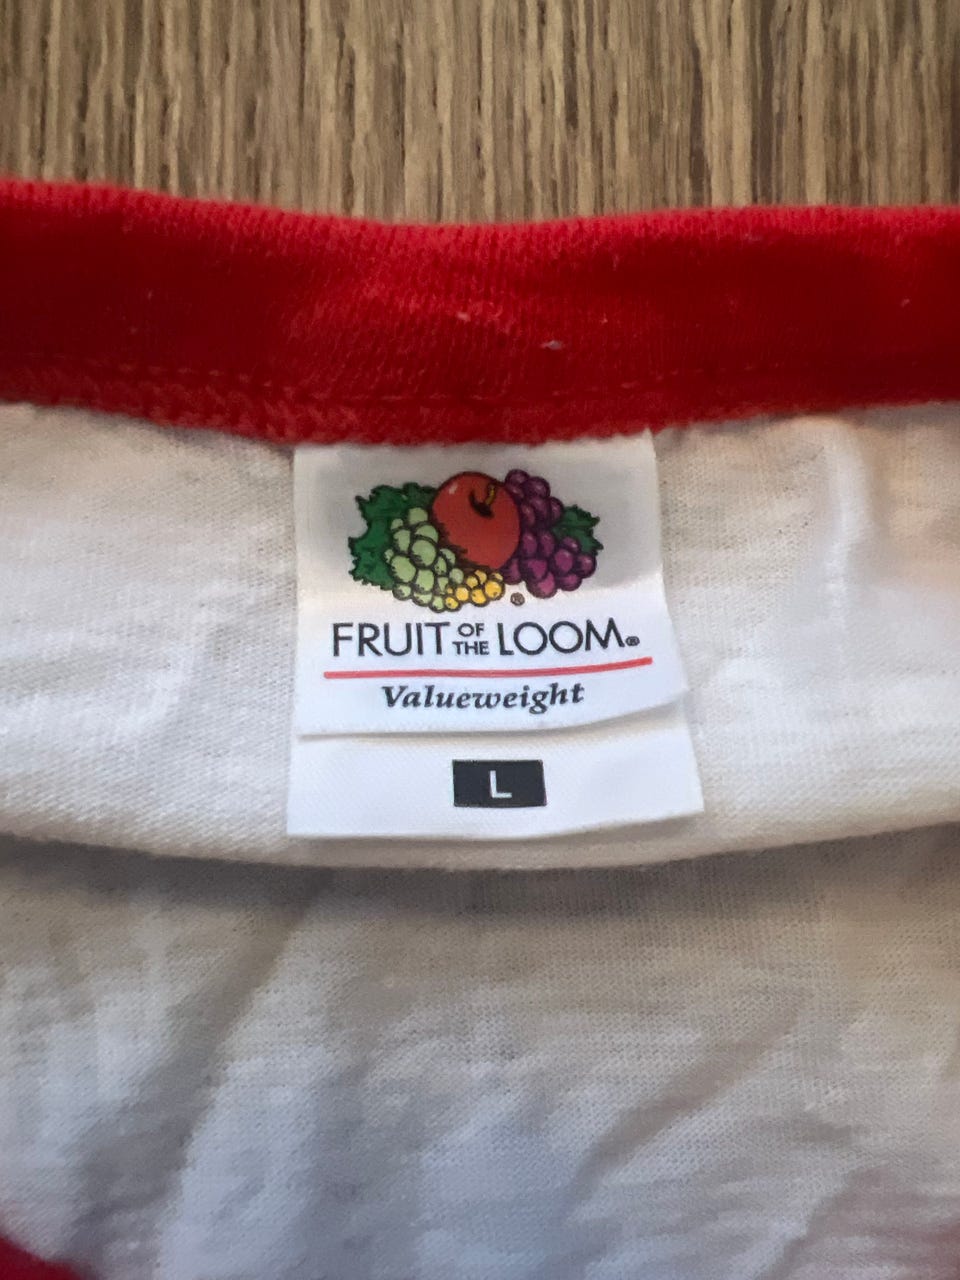 ®
FRUIT OF THE LOOM®
Valueweight
L